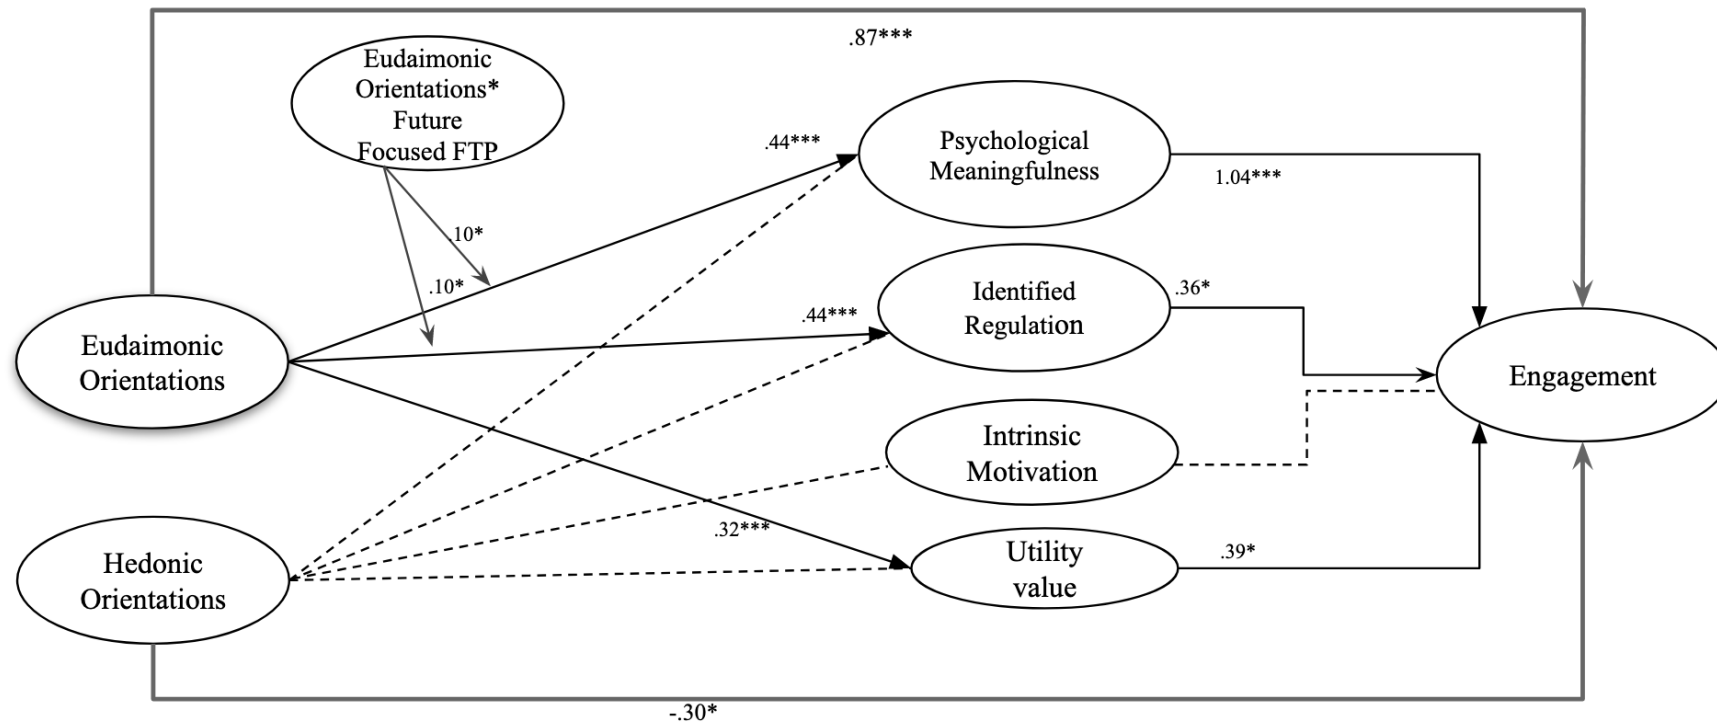 .87***
Eudaimonic
Orientations*
Future
Focused FTP
.44***
Psychological
Meaningfulness
1.04***
.10*
.10*
.44***
Identified
Regulation
.36*
Eudaimonic
Orientations
Engagement
Intrinsic
Motivation
.32***
Utility
value
.39*
Hedonic
Orientations
-.30*